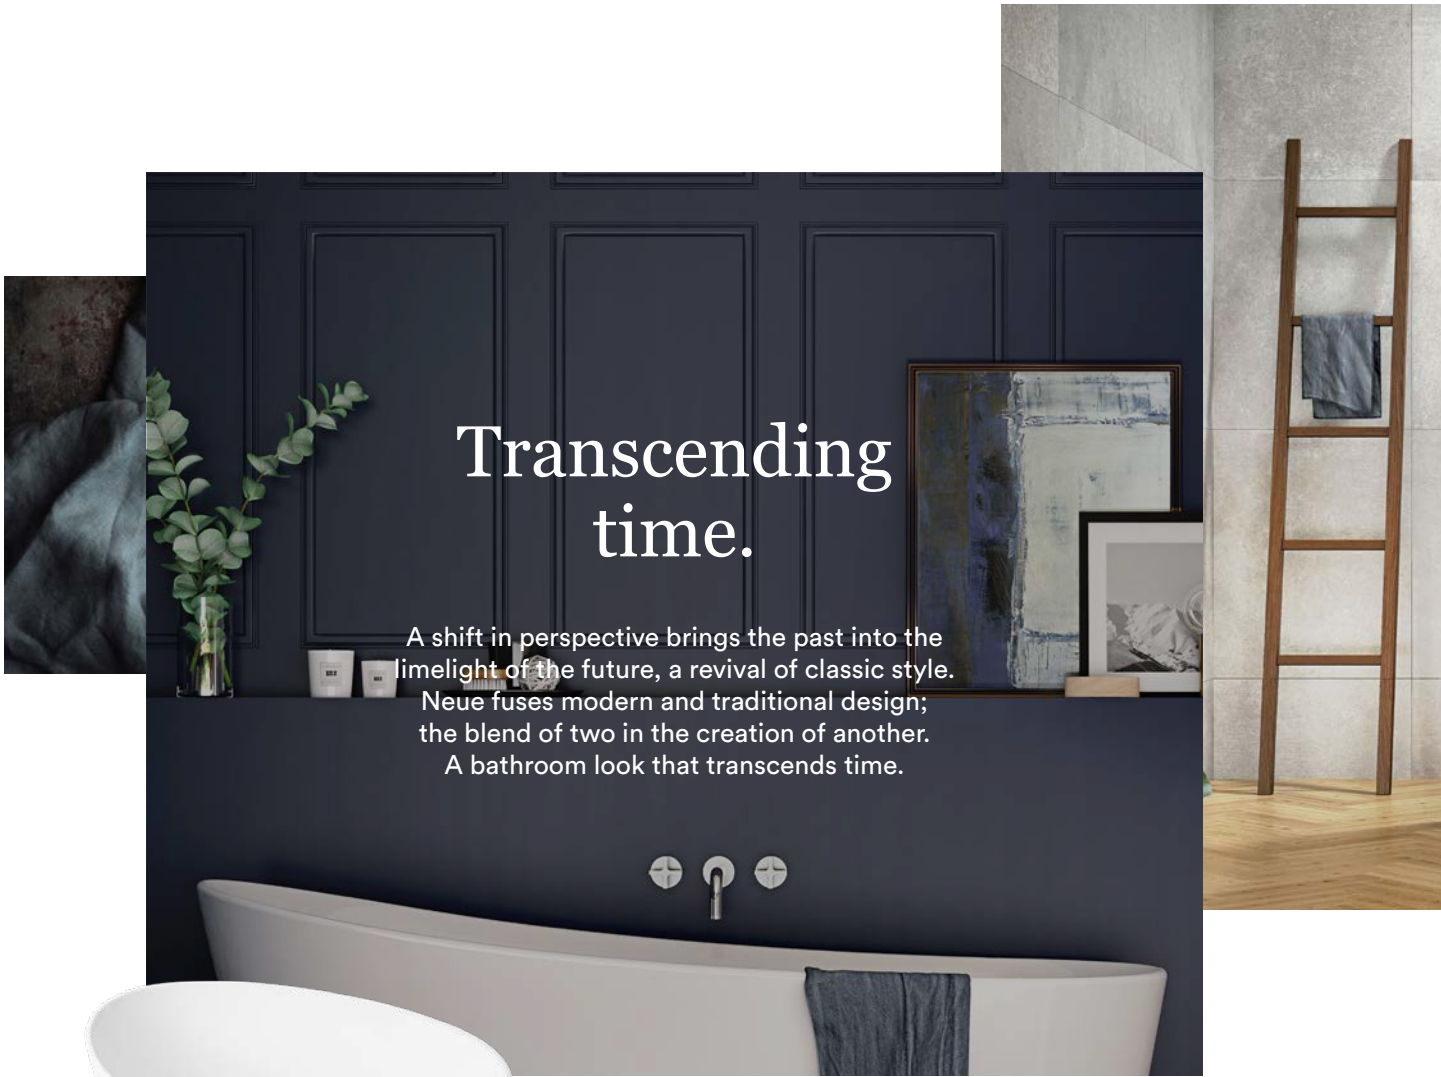 Transcending
time.
A shift in perspective brings the past into the
limelight of the future, a revival of classic style.
Neue fuses modern and traditional design;
the blend of two in the creation of another.
A bathroom look that transcends time.